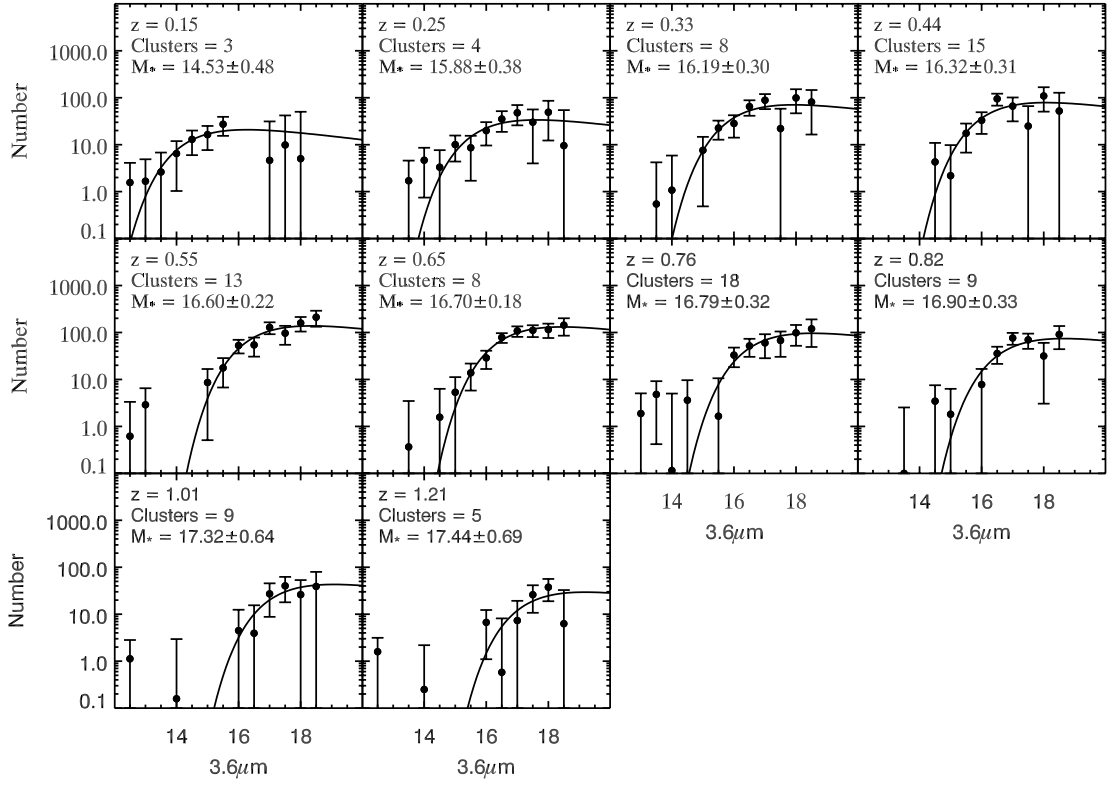 z = 0.15
Clusters = 3
M* = 14.53±0.48
z = 0.25
Clusters = 4
M* = 15.88±0.38
z = 0.33
Clusters = 8
M* = 16.19±0.30
z = 0.44
Clusters = 15
M* = 16.32±0.31
1000.0
100.0
10.0
1.0
0.1
Number
z = 0.55
Clusters = 13
M* = 16.60±0.22
z = 0.65
Clusters = 8
M* = 16.70±0.18
z = 0.76
Clusters = 18
M* = 16.79±0.32
z = 0.82
Clusters = 9
M* = 16.90±0.33
1000.0
100.0
10.0
1.0
0.1
Number
14 16 18
3.6μm
14 16 18
3.6μm
z = 1.01
Clusters = 9
M* = 17.32±0.64
z = 1.21
Clusters = 5
M* = 17.44±0.69
1000.0
100.0
10.0
1.0
0.1
Number
14 16 18
3.6μm
14 16 18
3.6μm